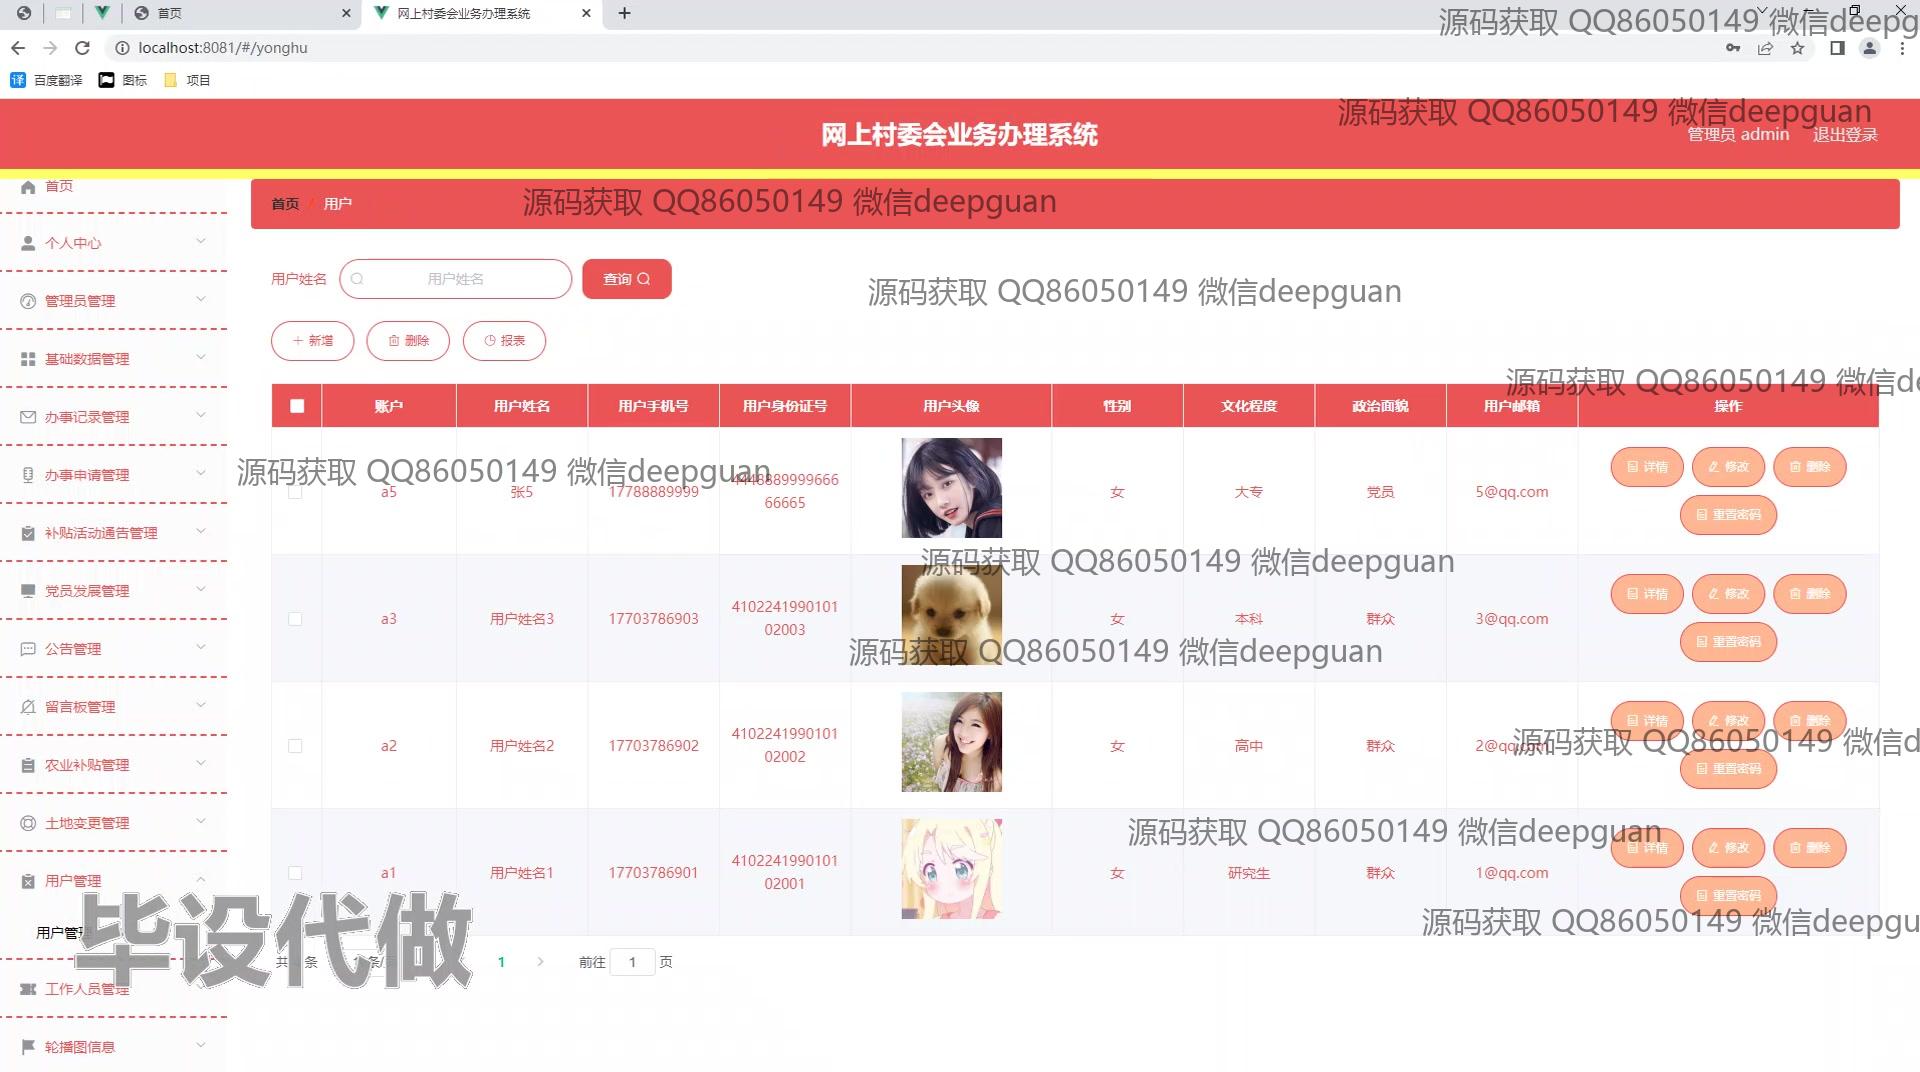 首页
网上村委会业务办理系统
源码获取 QQ86050149 微信deepg
localhost:8081/#/yonghu
百度翻译
图标
项目
源码获取 QQ86050149 微信deepguan
网上村委会业务办理系统
管理员 admin
退出登录
首页
首页 / 用户
源码获取 QQ86050149 微信deepguan
个人中心
用户姓名
用户姓名
查询
源码获取 QQ86050149 微信deepguan
管理员管理
新增
删除
报表
基础数据管理
源码获取 QQ86050149 微信de
账户 用户姓名 用户手机号 用户身份证号 用户头像 性别 文化程度 政治面貌 用户邮箱 操作
办事记录管理
源码获取 QQ86050149 微信deepguan
办事申请管理
a5 张5 17788889999 4448889999666 66665 女 大专 党员 5@qq.com
详情 修改 删除
重置密码
补贴活动通告管理
源码获取 QQ86050149 微信deepguan
党员发展管理
a3 用户姓名3 17703786903 4102241990101 02003 女 本科 群众 3@qq.com
详情 修改 删除
重置密码
公告管理
源码获取 QQ86050149 微信deepguan
留言板管理
a2 用户姓名2 17703786902 4102241990101 02002 女 高中 群众 2@qq.com
详情 修改 删除
重置密码
源码获取 QQ86050149 微信d
农业补贴管理
土地变更管理
源码获取 QQ86050149 微信deepguan
a1 用户姓名1 17703786901 4102241990101 02001 女 研究生 群众 1@qq.com
详情 修改 删除
重置密码
用户管理
源码获取 QQ86050149 微信deepgu
用户管理
毕设代做
共 条
1
前往 1 页
工作人员管理
轮播图信息